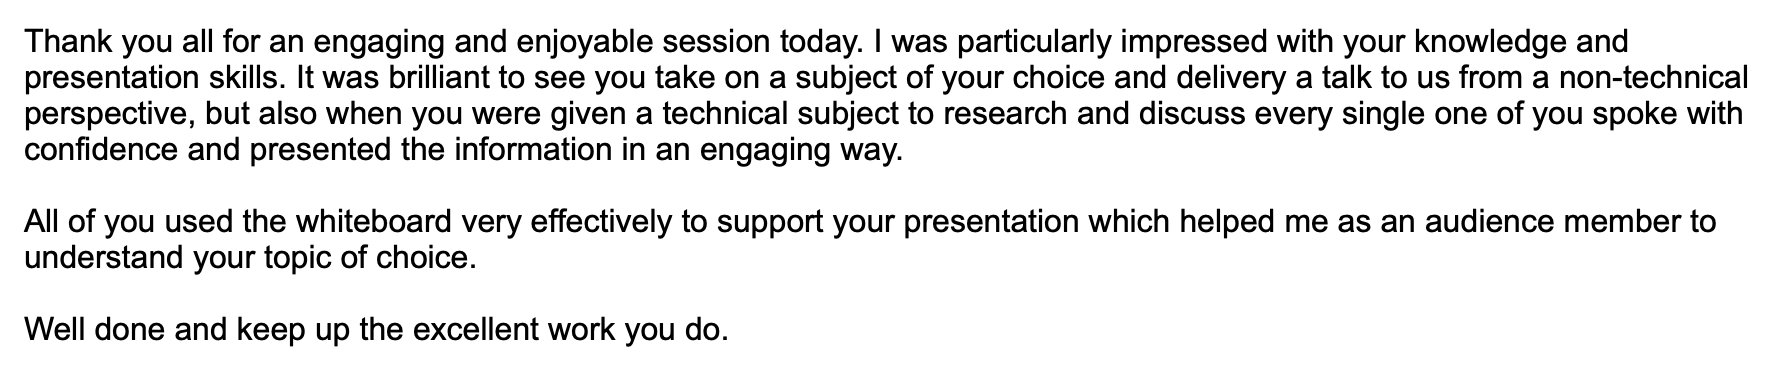 Thank you all for an engaging and enjoyable session today. I was particularly impressed with your knowledge and
presentation skills. It was brilliant to see you take on a subject of your choice and delivery a talk to us from a non-technical
perspective, but also when you were given a technical subject to research and discuss every single one of you spoke with
confidence and presented the information in an engaging way.
All of you used the whiteboard very effectively to support your presentation which helped me as an audience member to
understand your topic of choice.
Well done and keep up the excellent work you do.